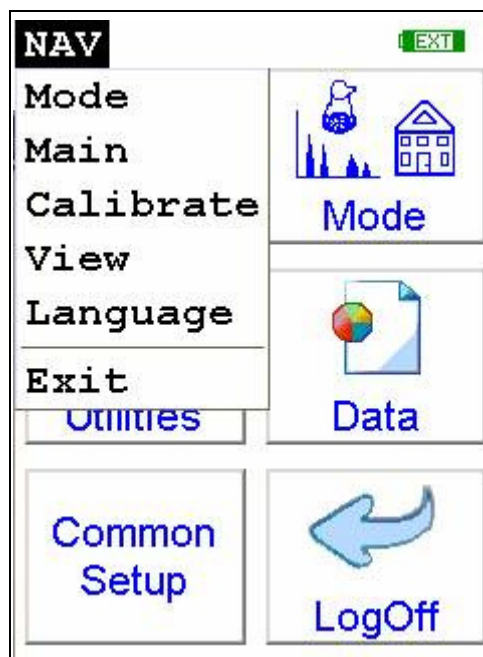 NAV
EXT
Mode
Main
Calibrate
View
Language
Exit
Mode
Utilities
Data
Common
Setup
LogOff